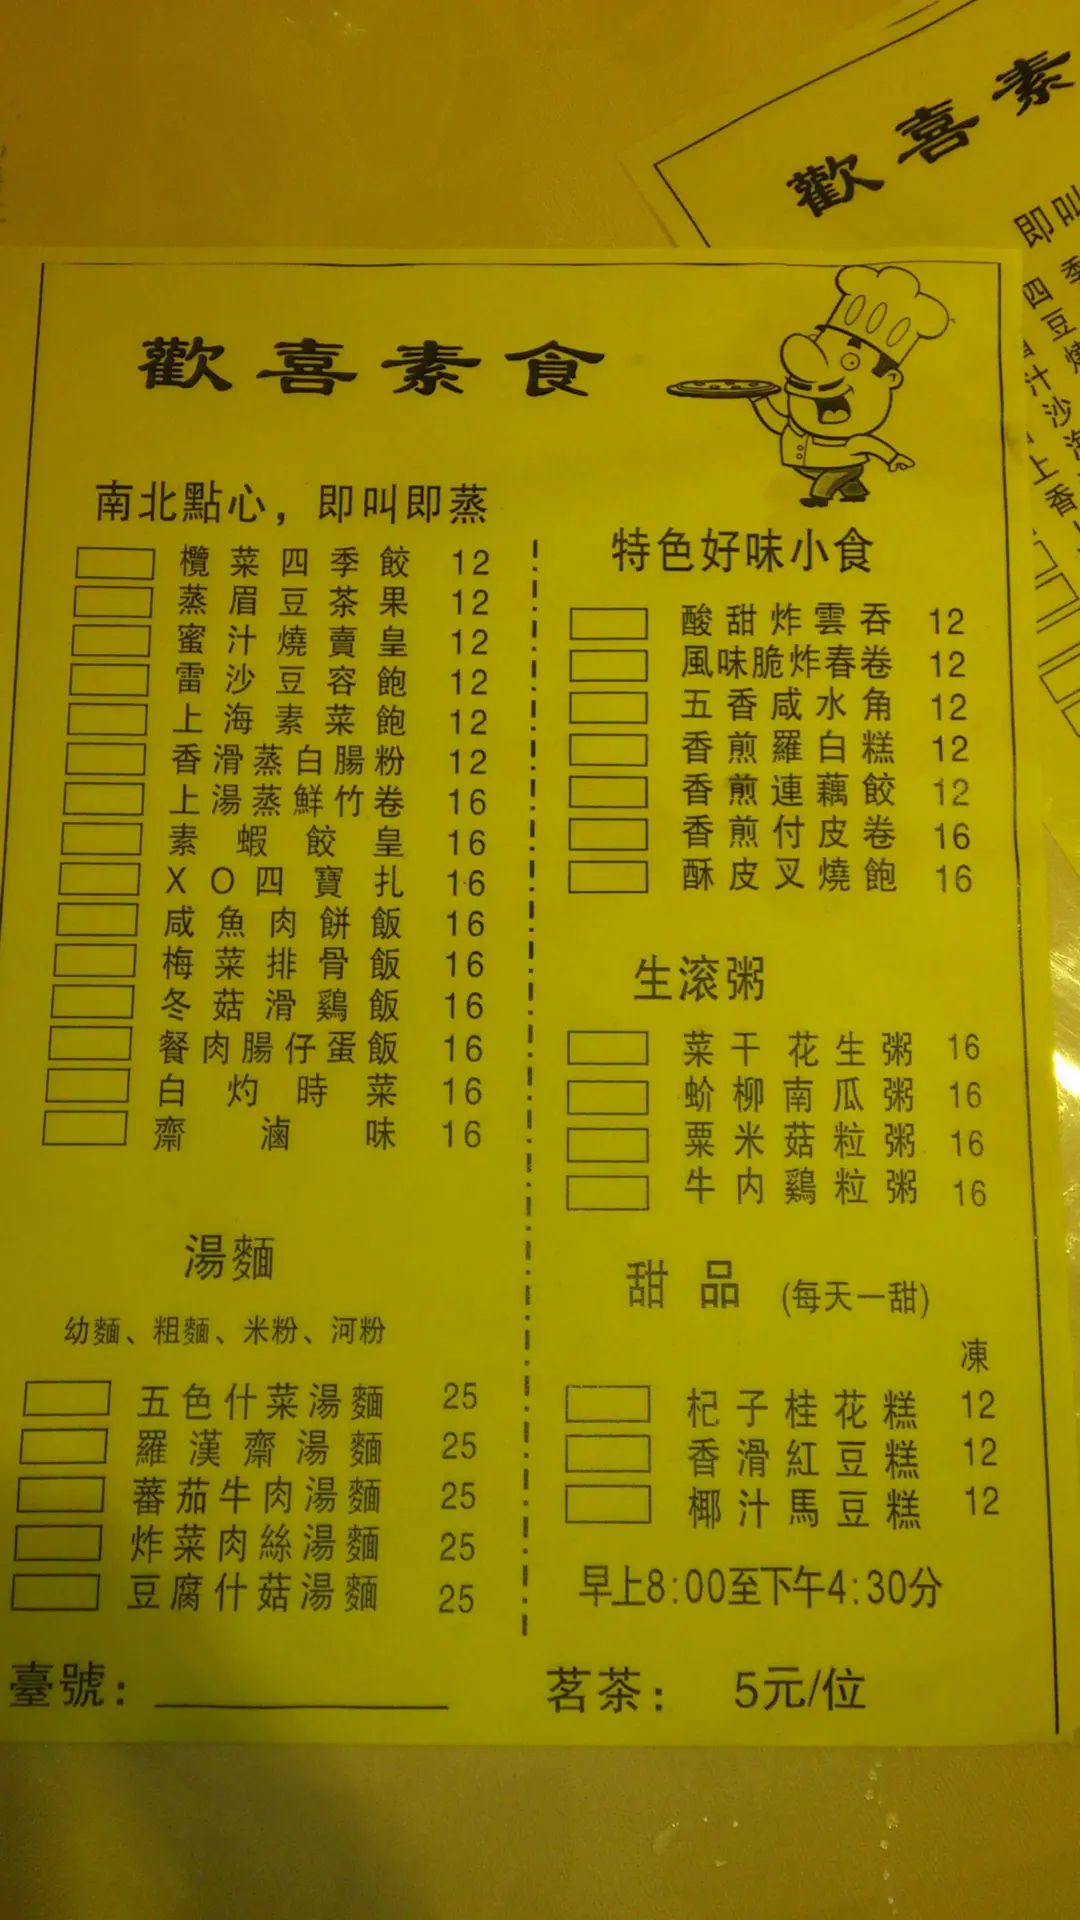 歡喜素食
南北點心，即叫即蒸
欖菜四季餃 12
蒸眉豆茶果 12
蜜汁燒賣皇 12
雷沙豆容飽 12
上海素菜飽 12
香滑蒸白腸粉 12
上湯蒸鮮竹卷 16
素蝦餃皇 16
XO四寶扎 16
咸魚肉餅飯 16
梅菜排骨飯 16
冬菇滑鷄飯 16
餐肉腸仔蛋飯 16
白灼時菜 16
齋滷味 16
湯麵
幼麵、粗麵、米粉、河粉
五色什菜湯麵 25
羅漢齋湯麵 25
蕃茄牛肉湯麵 25
炸菜肉絲湯麵 25
豆腐什菇湯麵 25
臺號：
特色好味小食
酸甜炸雲吞 12
風味脆炸春卷 12
五香咸水角 12
香煎羅白糕 12
香煎連藕餃 12
香煎付皮卷 16
酥皮叉燒飽 16
生滚粥
菜干花生粥 16
蚧柳南瓜粥 16
粟米菇粒粥 16
牛内鷄粒粥 16
甜品 (每天一甜)
凍
杞子桂花糕 12
香滑紅豆糕 12
椰汁馬豆糕 12
早上8:00至下午4:30分
茗茶： 5元/位
歡喜素
即叫